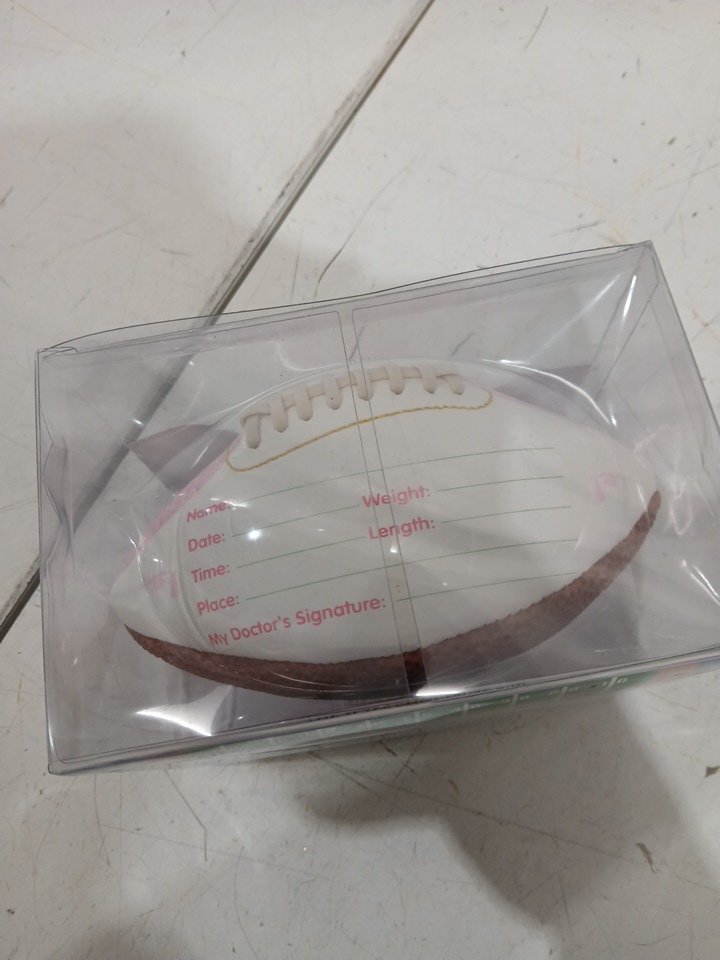 Name:
Weight:
Date:
Length:
Time:
Place:
My Doctor's Signature: